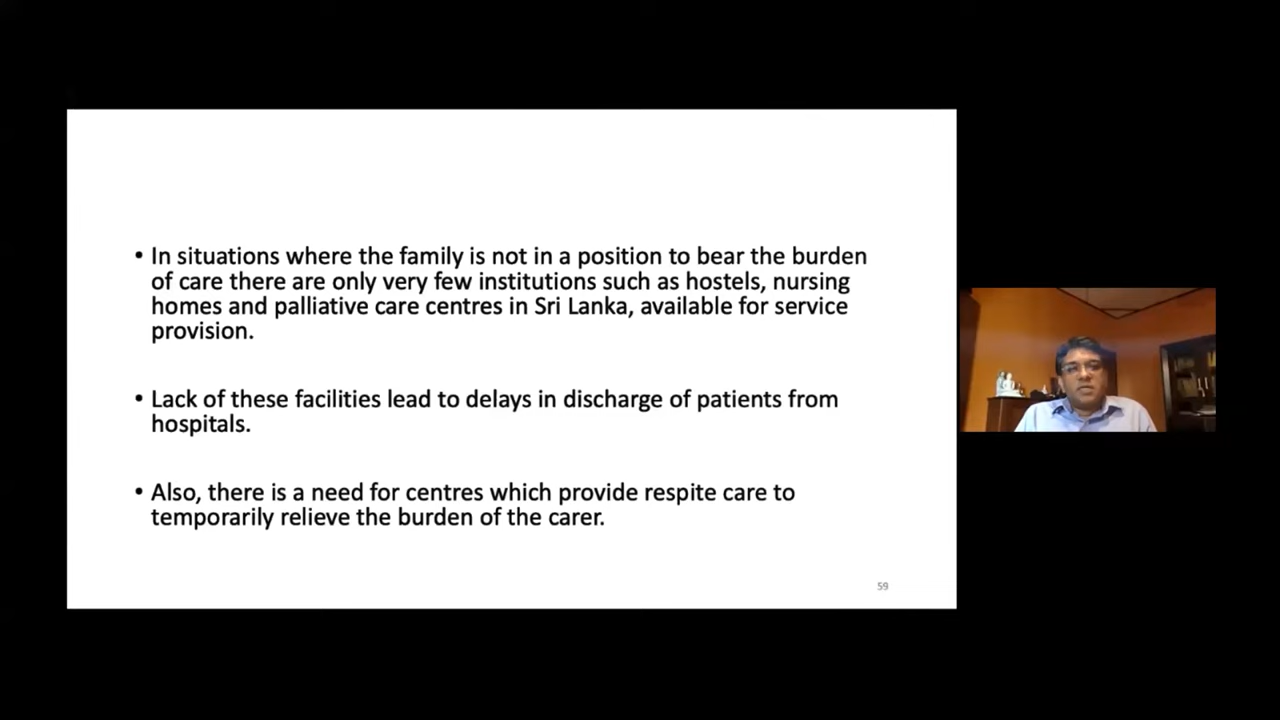 • In situations where the family is not in a position to bear the burden
of care there are only very few institutions such as hostels, nursing
homes and palliative care centres in Sri Lanka, available for service
provision.
• Lack of these facilities lead to delays in discharge of patients from
hospitals.
• Also, there is a need for centres which provide respite care to
temporarily relieve the burden of the carer.
59